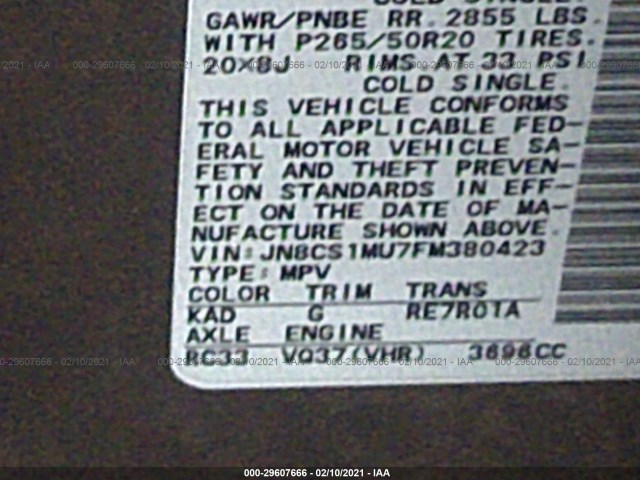 GAWR/PNBE RR. 2855 LBS.
WITH P265/50R20 TIRES.
AT 33 PSI
COLD SINGLE.
THIS VEHICLE CONFORMS
TO ALL APPLICABLE FED-
ERAL MOTOR VEHICLE SA-
FETY AND THEFT PREVEN-
TION STANDARDS IN EFF-
ECT ON THE DATE OF MA-
NUFACTURE SHOWN ABOVE.
VIN: JN8CS1MU7FM380423
TYPE: MPV
COLOR TRIM TRANS
KAD G RE7R01A
AXLE ENGINE
VQ37(VHR) 3696CC
000-29607666 - 02/10/2021 - IAA